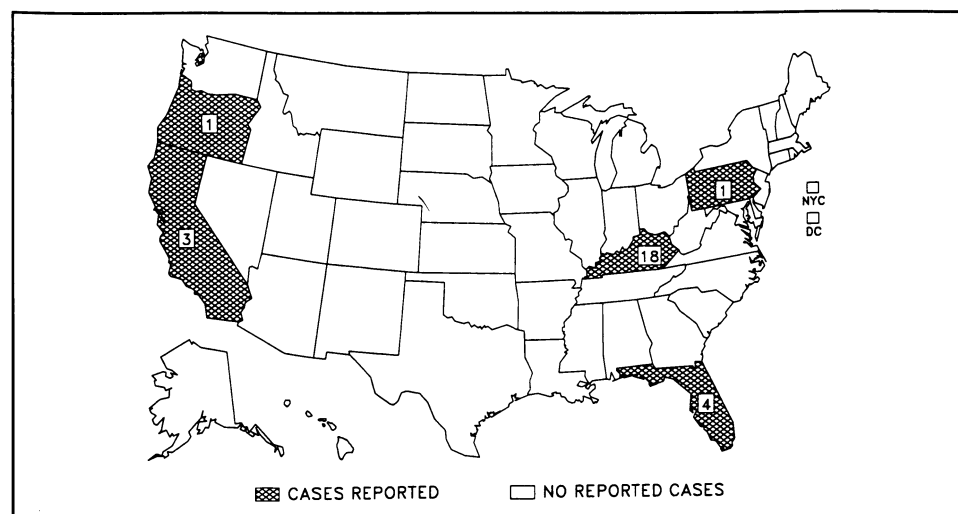 1
1
NYC
DC
3
18
4
CASES REPORTED
NO REPORTED CASES